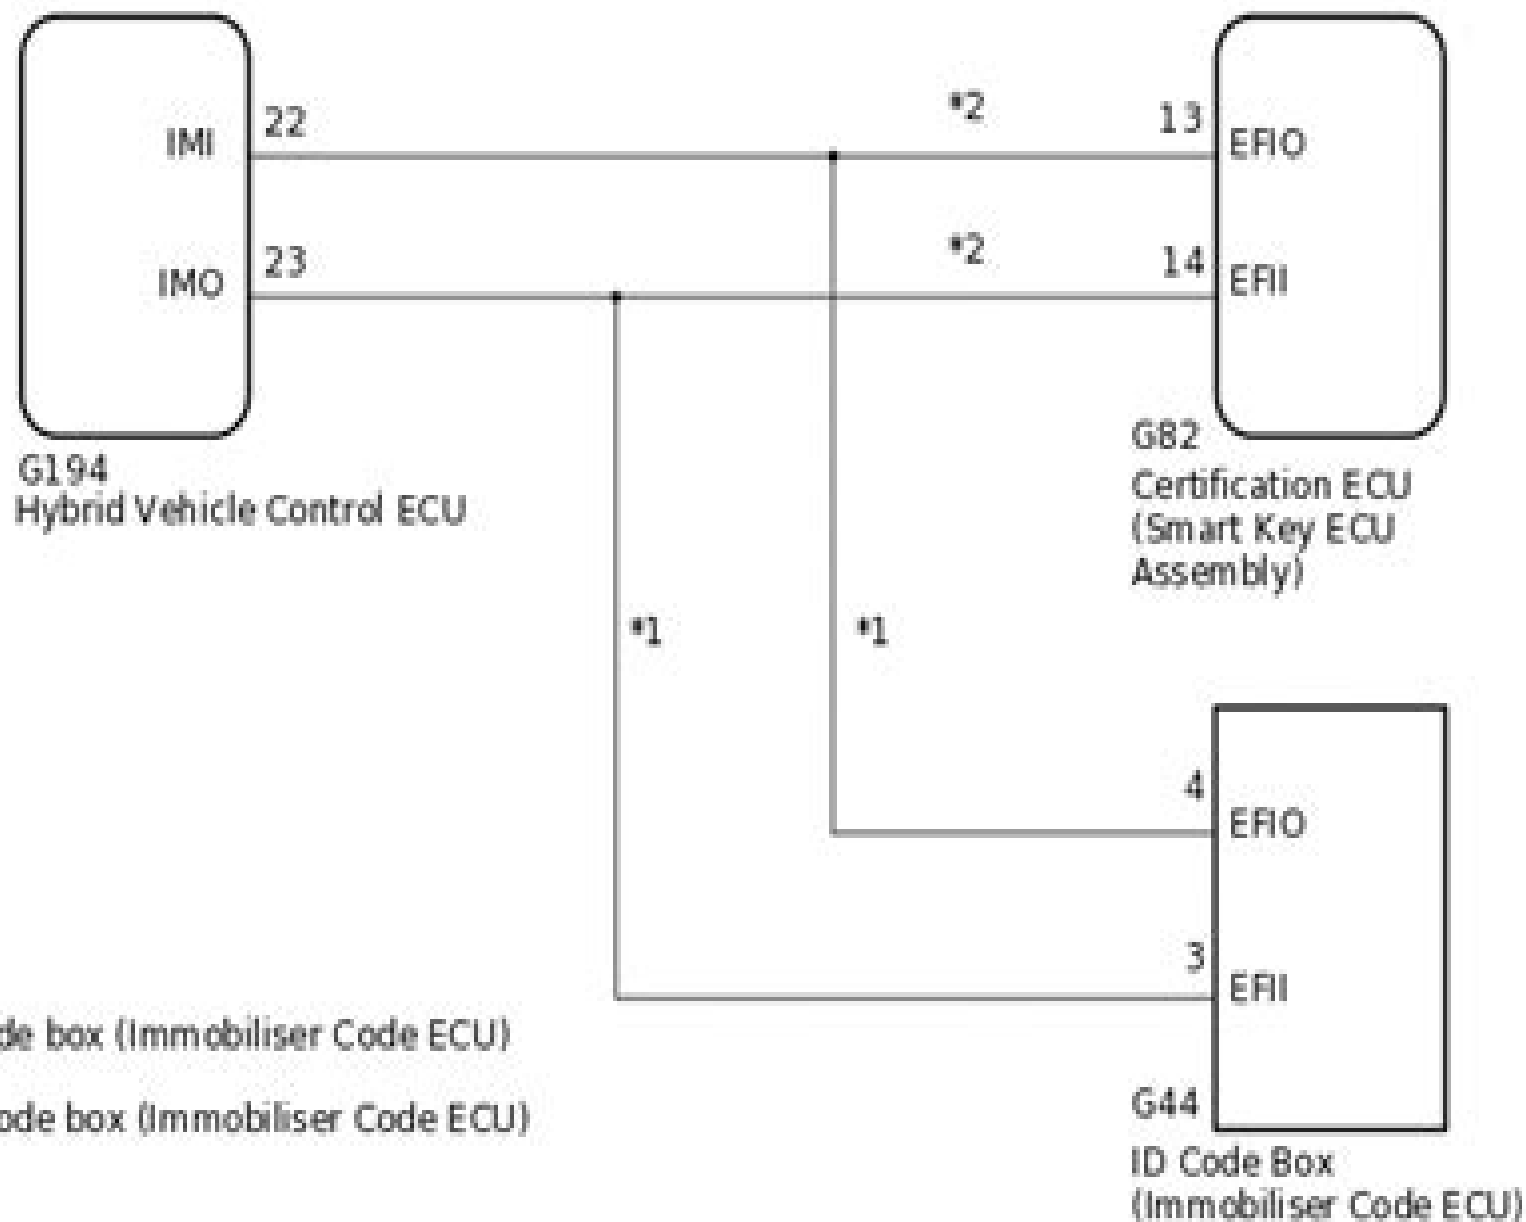 IMI
22
*2
13
EFIO
IMO
23
*2
14
EFII
G194
Hybrid Vehicle Control ECU
G82
Certification ECU
(Smart Key ECU
Assembly)
*1
*1
4
EFIO
3
EFII
box (Immobiliser Code ECU)
box (Immobiliser Code ECU)
G44
ID Code Box
(Immobiliser Code ECU)